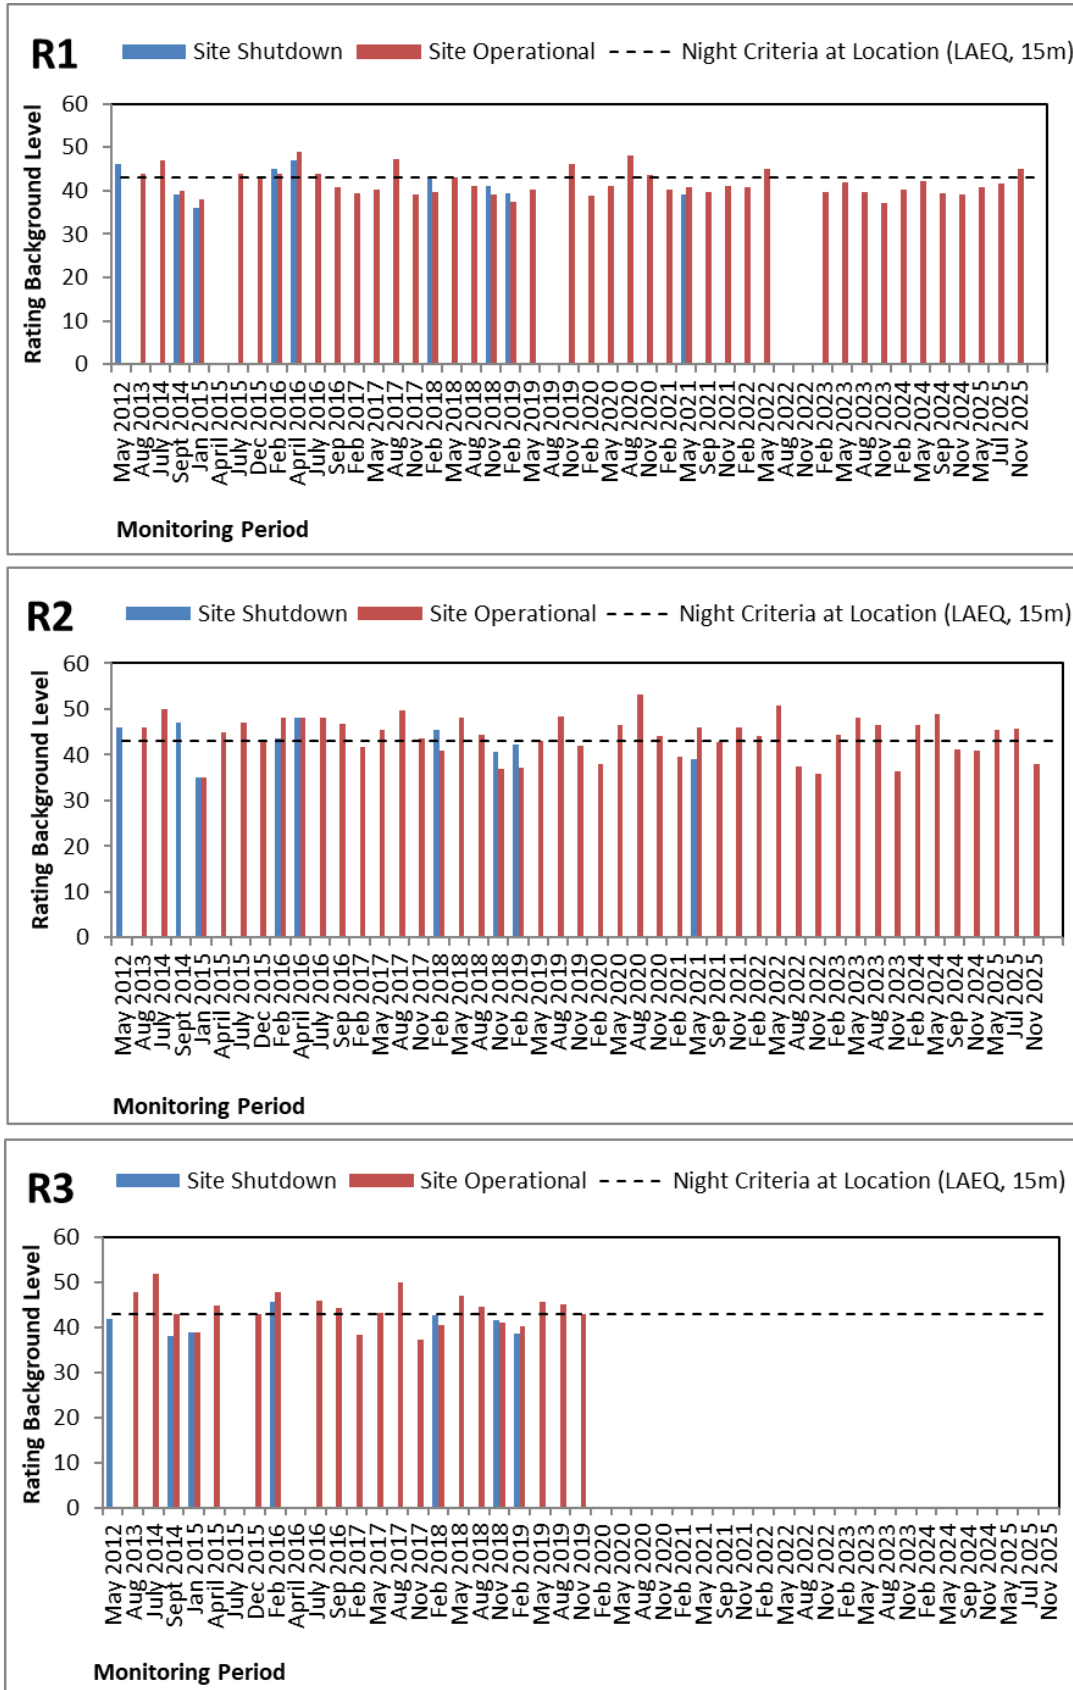 R1
Site Shutdown Site Operational Night Criteria at Location (LAEQ, 15m)
Rating Background Level
60
50
40
30
20
10
0
May 2012
Aug 2013
July 2014
Sept 2014
Jan 2015
April 2015
July 2015
Dec 2015
Feb 2016
April 2016
July 2016
Sep 2016
Feb 2017
May 2017
Aug 2017
Nov 2017
Feb 2018
May 2018
Aug 2018
Nov 2018
Feb 2019
May 2019
Nov 2019
Feb 2020
May 2020
Aug 2020
Nov 2020
Feb 2021
May 2021
Sep 2021
Nov 2021
Feb 2022
May 2022
Aug 2022
Nov 2022
Feb 2023
May 2023
Aug 2023
Nov 2023
Feb 2024
May 2024
Sep 2024
Nov 2024
May 2025
Jul 2025
Nov 2025
Monitoring Period
R2
Site Shutdown Site Operational Night Criteria at Location (LAEQ, 15m)
Rating Background Level
60
50
40
30
20
10
0
May 2012
Aug 2013
July 2014
Sept 2014
Jan 2015
April 2015
July 2015
Dec 2015
Feb 2016
April 2016
July 2016
Sep 2016
Feb 2017
May 2017
Aug 2017
Nov 2017
Feb 2018
May 2018
Aug 2018
Nov 2018
Feb 2019
May 2019
Aug 2019
Nov 2019
Feb 2020
May 2020
Aug 2020
Nov 2020
Feb 2021
May 2021
Sep 2021
Nov 2021
Feb 2022
May 2022
Aug 2022
Nov 2022
Feb 2023
May 2023
Aug 2023
Nov 2023
Feb 2024
May 2024
Sep 2024
Nov 2024
May 2025
Jul 2025
Nov 2025
Monitoring Period
R3
Site Shutdown Site Operational Night Criteria at Location (LAEQ, 15m)
Rating Background Level
60
50
40
30
20
10
0
May 2012
Aug 2013
July 2014
Sept 2014
Jan 2015
April 2015
July 2015
Dec 2015
Feb 2016
April 2016
July 2016
Sep 2016
Feb 2017
May 2017
Aug 2017
Nov 2017
Feb 2018
May 2018
Aug 2018
Nov 2018
Feb 2019
May 2019
Aug 2019
Nov 2019
Feb 2020
May 2020
Aug 2020
Nov 2020
Feb 2021
May 2021
Sep 2021
Nov 2021
Feb 2022
May 2022
Aug 2022
Nov 2022
Feb 2023
May 2023
Aug 2023
Nov 2023
Feb 2024
May 2024
Sep 2024
Nov 2024
May 2025
Jul 2025
Nov 2025
Monitoring Period